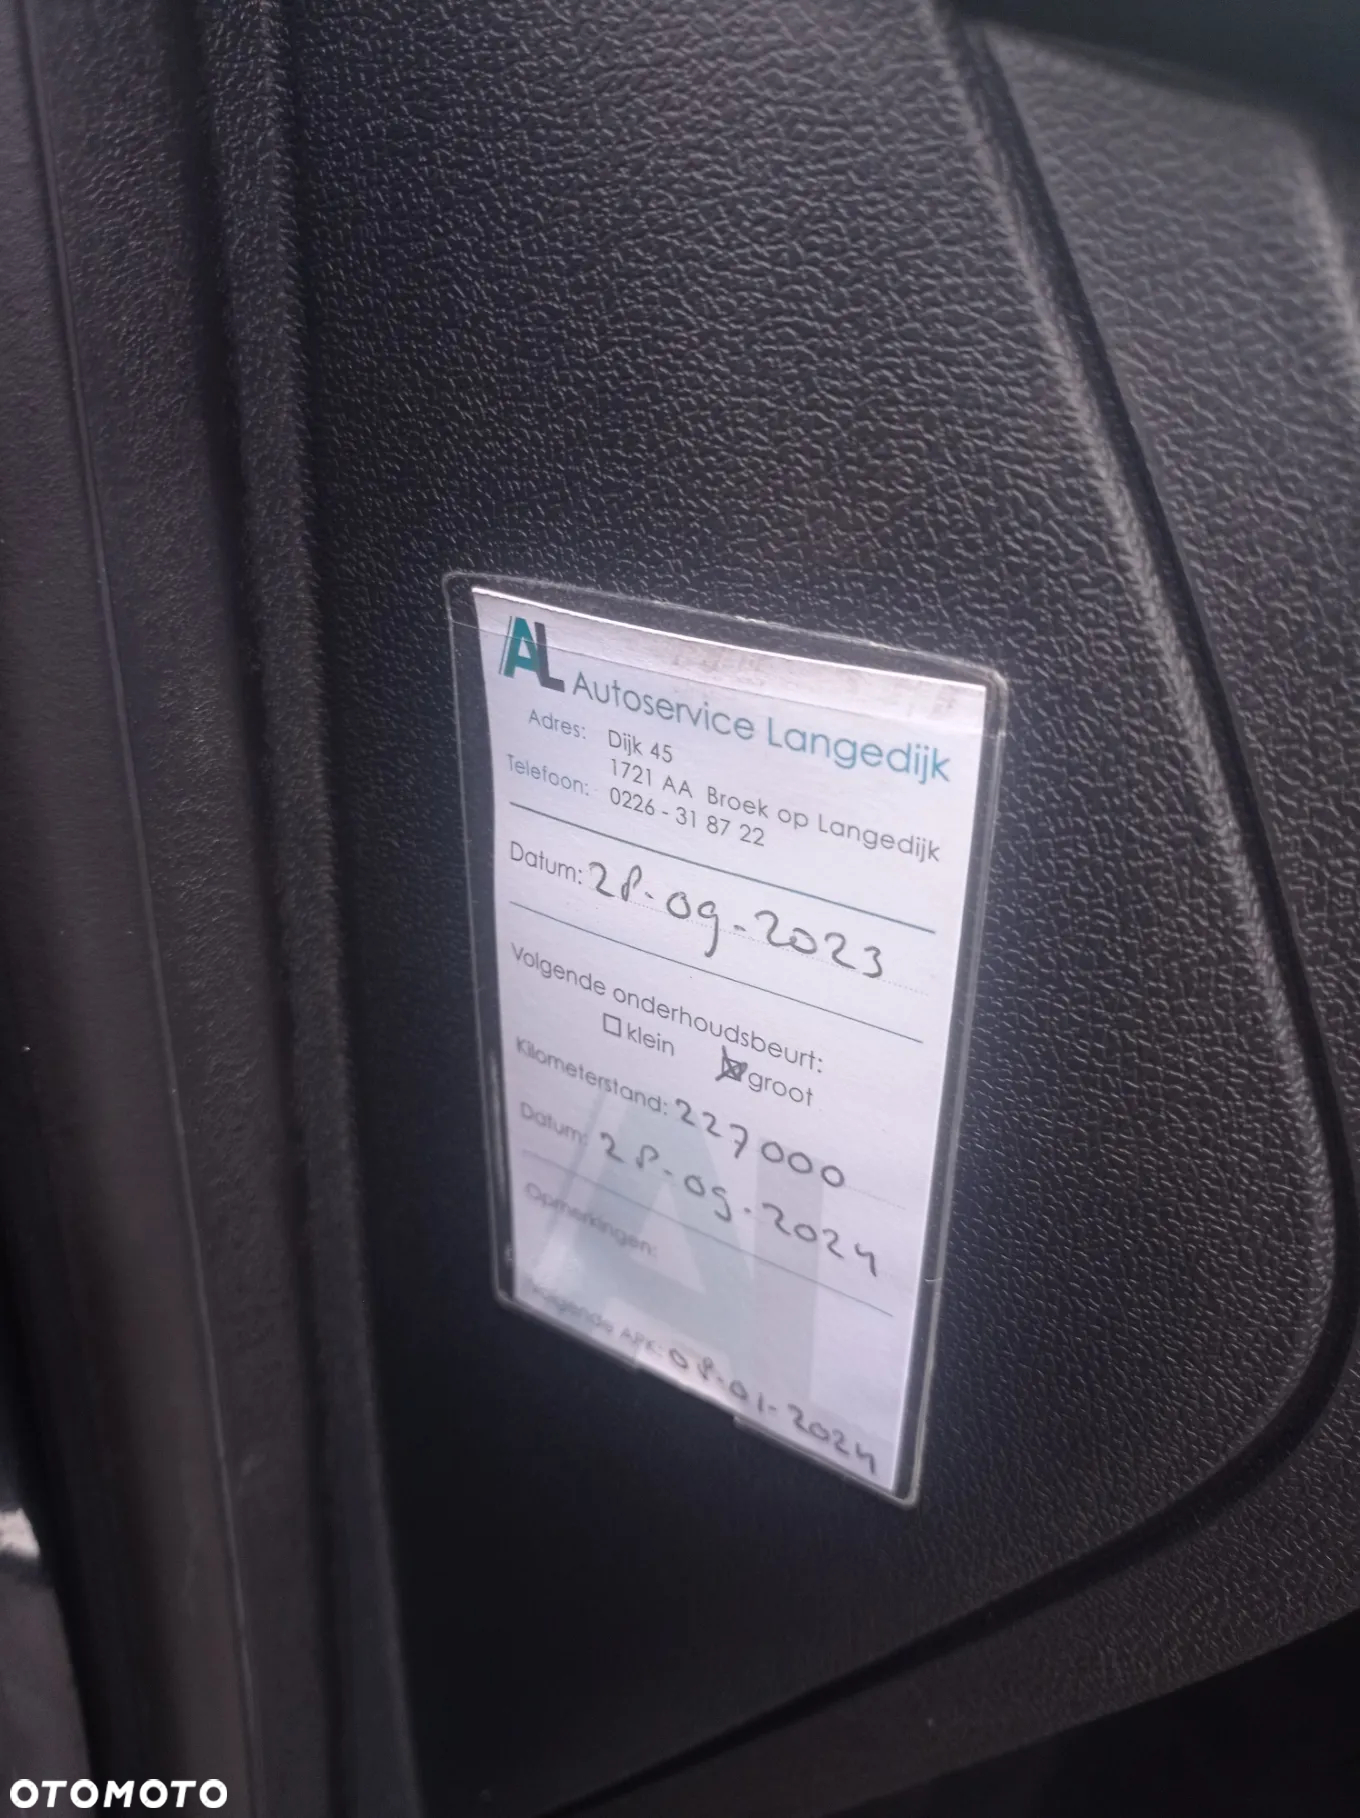 AL Autoservice Langedijk
Adres: Dijk 45
1721 AA Broek op Langedijk
Telefoon: 0226 - 31 87 22
Datum: 28-09-2023
Volgende onderhoudsbeurt:
klein groot
Kilometerstand: 227000
Datum: 28-09-2024
Opmerkingen:
Volgende APK: 08-01-2024
OTOMOTO